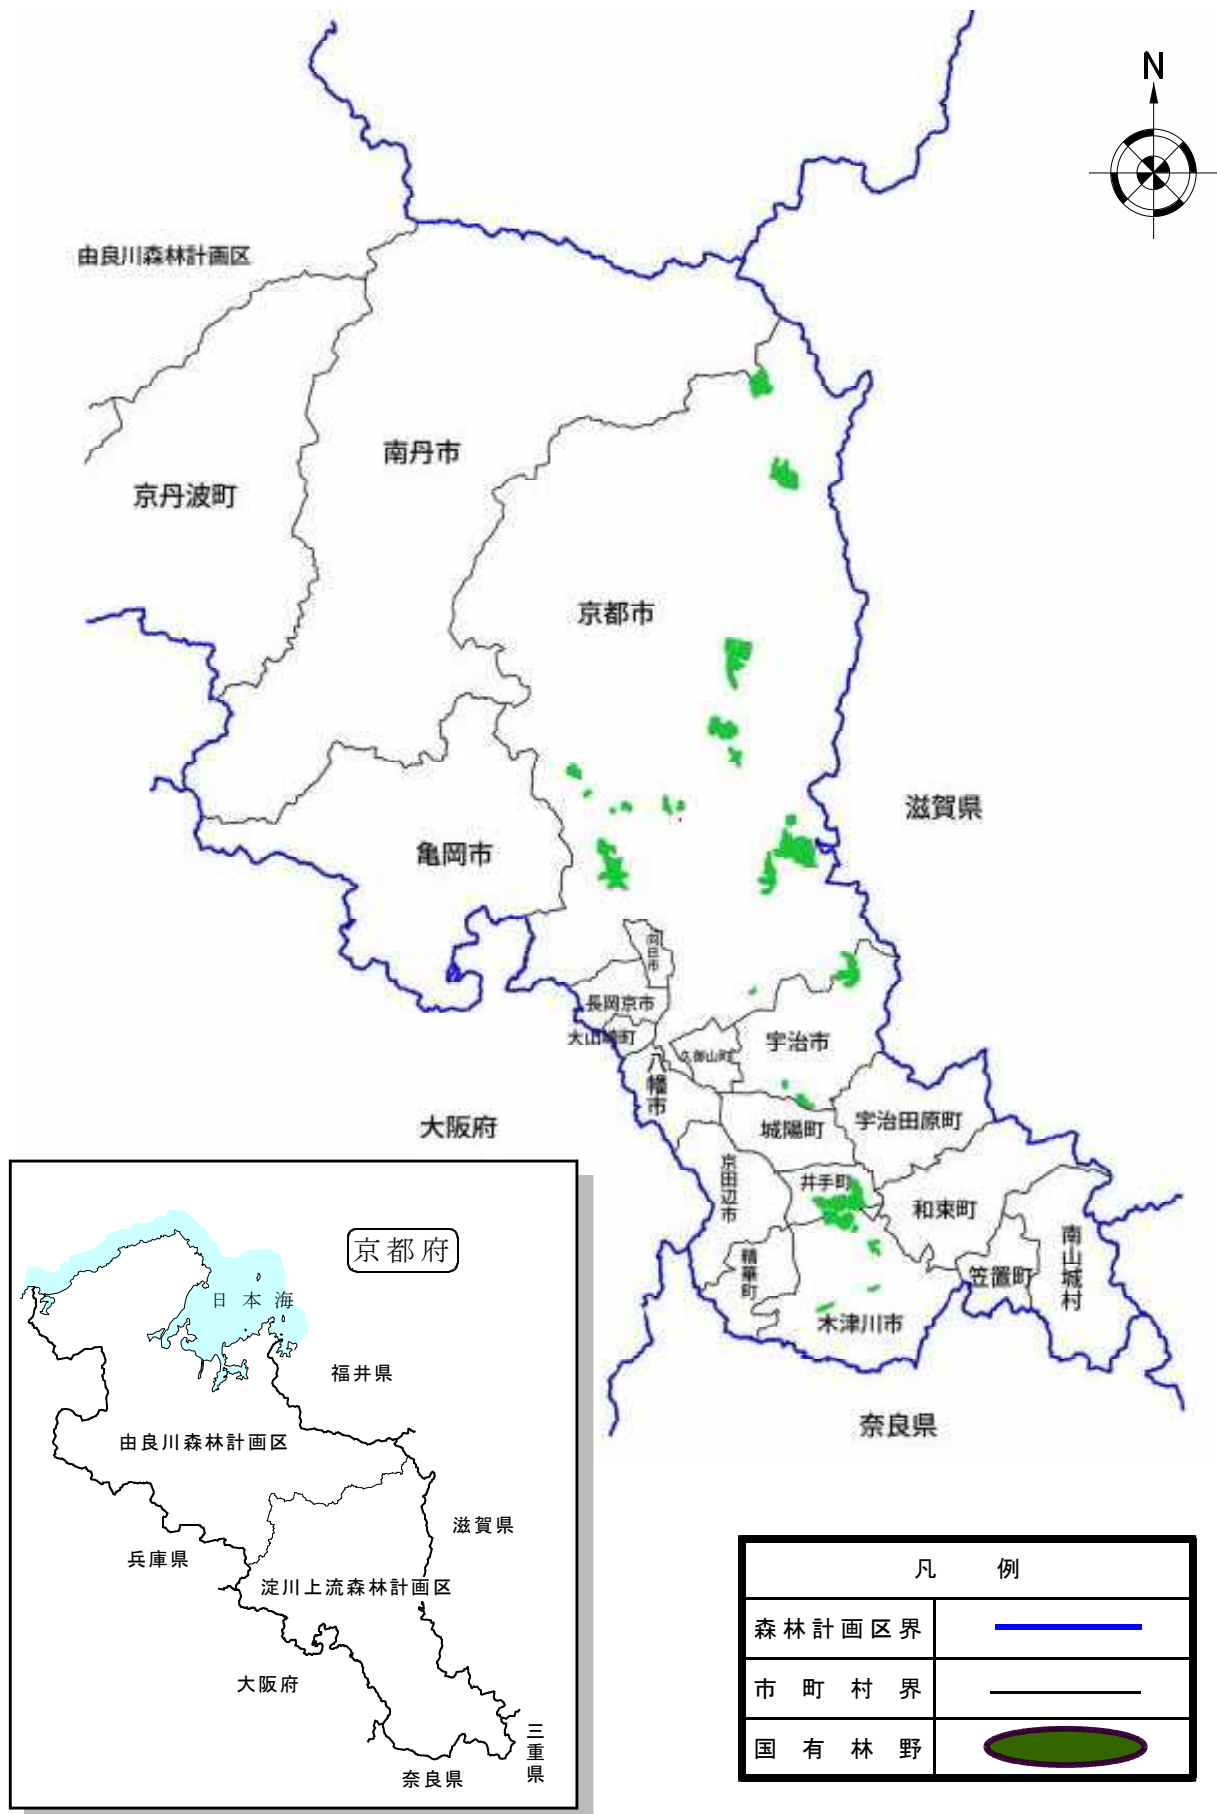 N
由良川森林計画区
南丹市
京丹波町
京都市
滋賀県
亀岡市
向日市
長岡京市
大山崎町
宇治市
久御山町
八幡市
大阪府
城陽町
宇治田原町
京田辺市
井手町
和束町
南山城村
精華町
笠置町
木津川市
奈良県
京都府
日本海
福井県
由良川森林計画区
滋賀県
兵庫県
淀川上流森林計画区
大阪府
三重県
奈良県
凡 例
森林計画区界
市町村界
国有林野